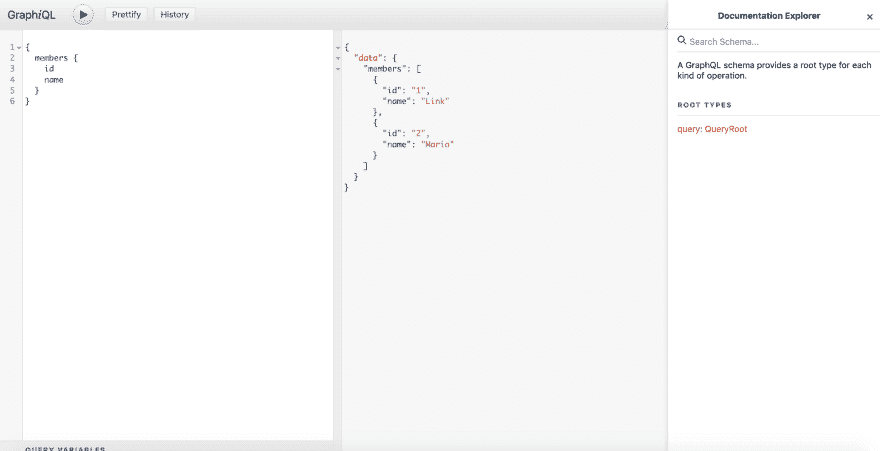 GraphiQL
Prettify
History
1 {
2   members {
3     id
4     name
5   }
6 }
{
  "data": {
    "members": [
      {
        "id": "1",
        "name": "Link"
      },
      {
        "id": "2",
        "name": "Mario"
      }
    ]
  }
}
QUERY VARIABLES
Documentation Explorer
×
Search Schema...
A GraphQL schema provides a root type for each
kind of operation.
ROOT TYPES
query: QueryRoot